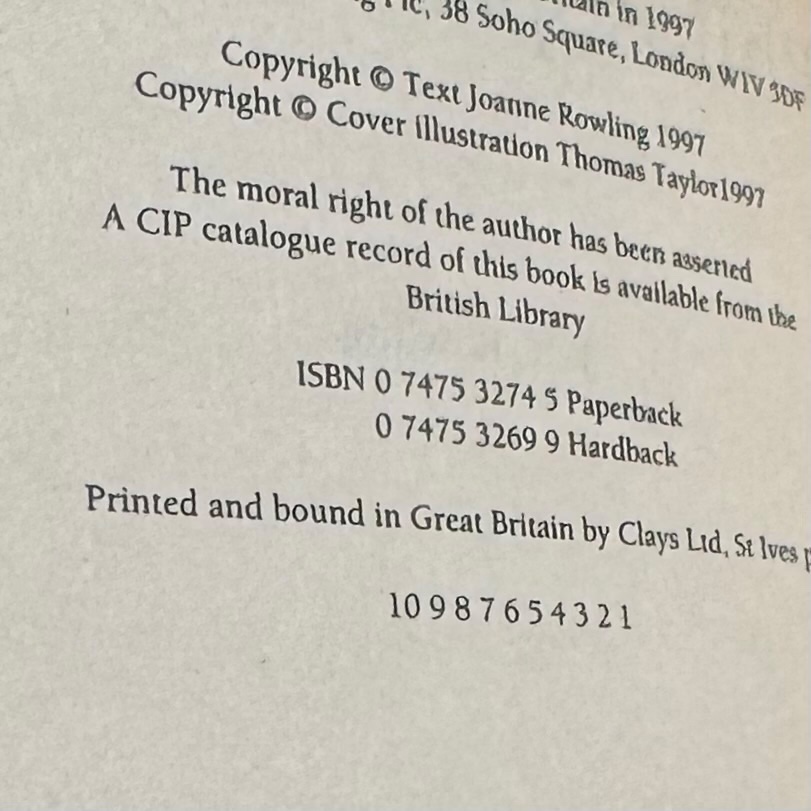 in 1997
38 Soho Square, London W1V 5DF
Copyright © Text Joanne Rowling 1997
Copyright © Cover illustration Thomas Taylor1997
The moral right of the author has been asserted
A CIP catalogue record of this book is available from the
British Library
ISBN 0 7475 3274 5 Paperback
0 7475 3269 9 Hardback
Printed and bound in Great Britain by Clays Ltd, St Ives
10 9 8 7 6 5 4 3 2 1